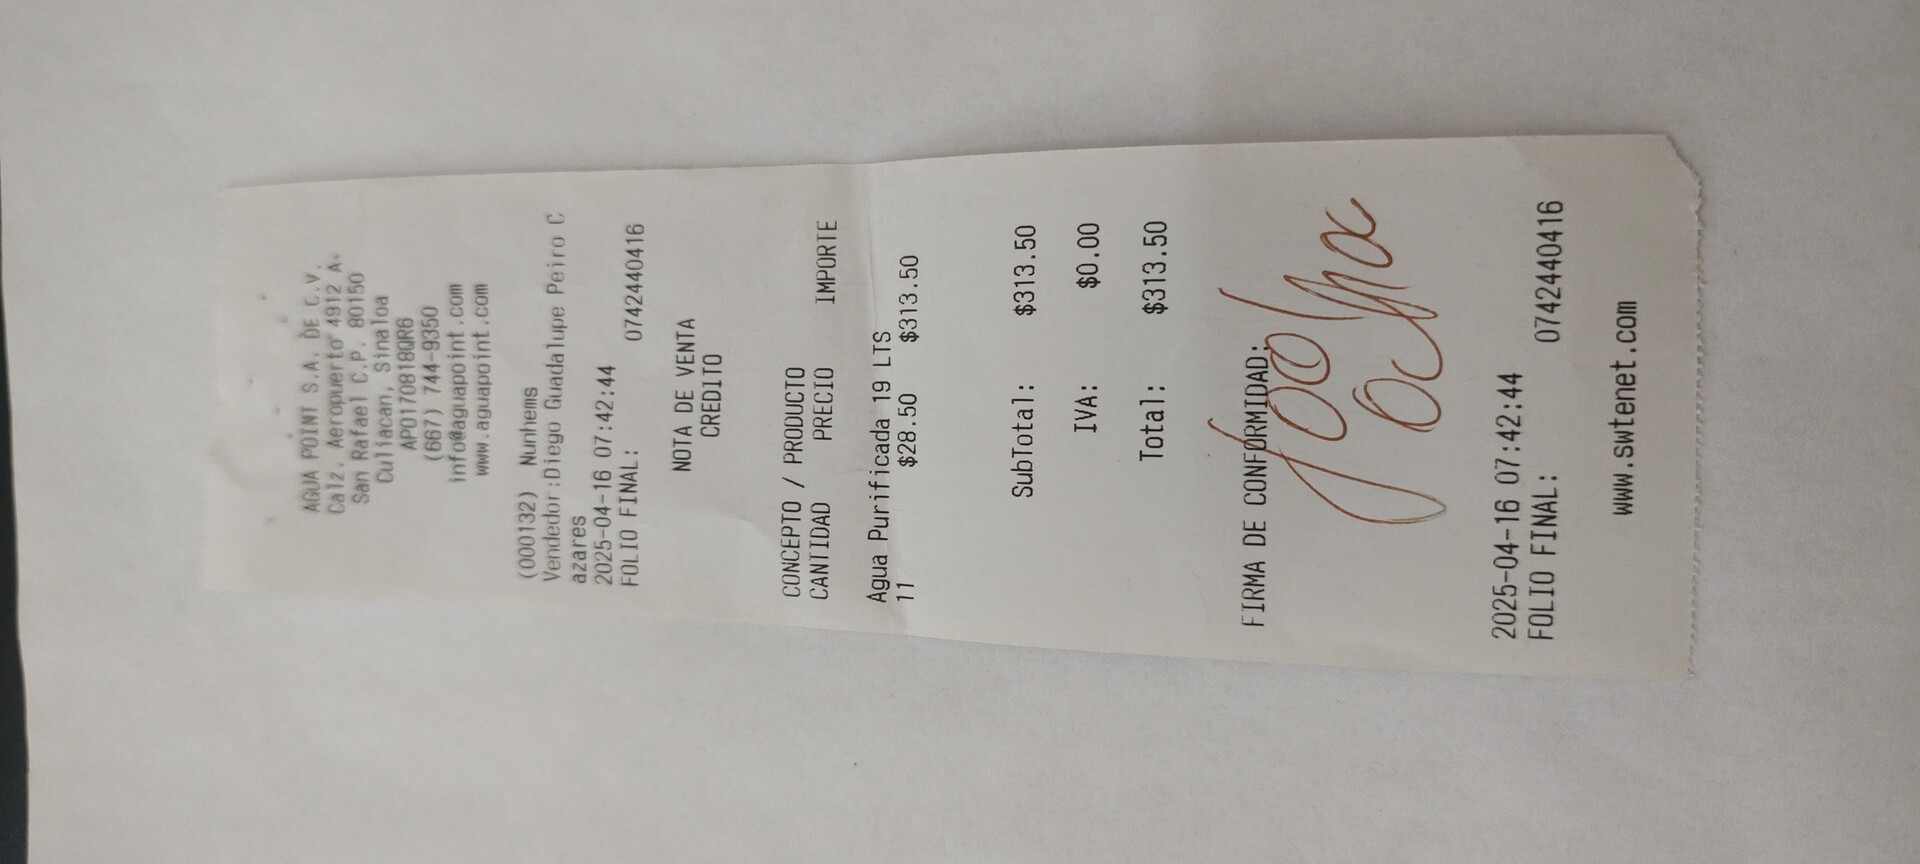 AGUA POINT S.A. DE C.V.
Calz. Aeropuerto 4912 A.
San Rafael C.P. 80150
Culiacan, Sinaloa
APO170818QR6
(667) 744-9350
info@aguapoint.com
www.aguapoint.com
(000132) Nunhems
Vendedor:Diego Guadalupe Peiro C
azares
2025-04-16 07:42:44
FOLIO FINAL: 0742440416
NOTA DE VENTA
CREDITO
CONCEPTO / PRODUCTO
CANTIDAD PRECIO IMPORTE
Agua Purificada 19 LTS
11 $28.50 $313.50
SubTotal: $313.50
IVA: $0.00
Total: $313.50
FIRMA DE CONFORMIDAD:
2025-04-16 07:42:44
FOLIO FINAL: 0742440416
www.swtenet.com